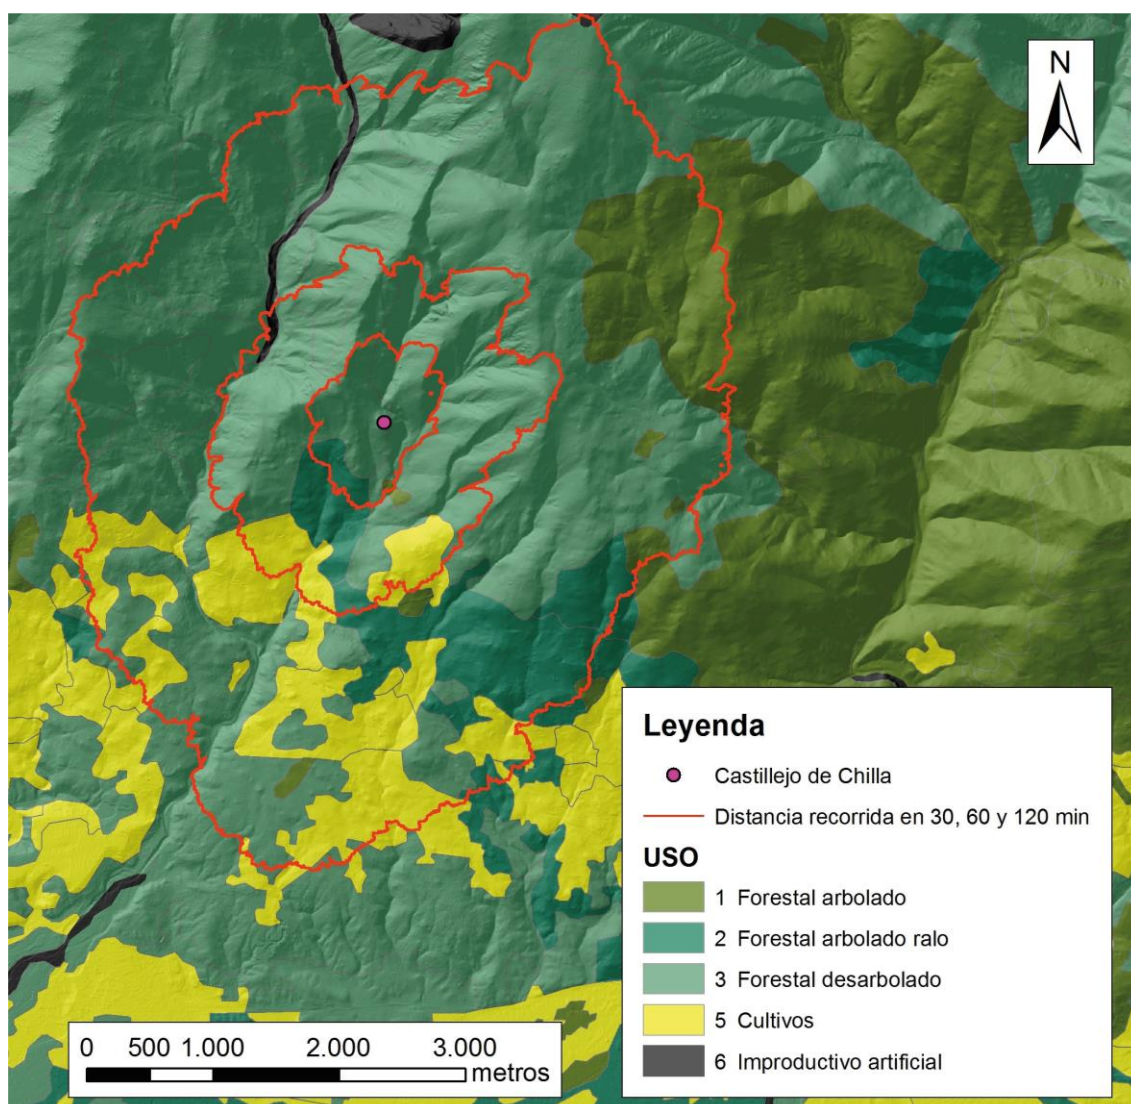 N
Leyenda
Castillejo de Chilla
Distancia recorrida en 30, 60 y 120 min
USO
1 Forestal arbolado
2 Forestal arbolado ralo
3 Forestal desarbolado
5 Cultivos
6 Improductivo artificial
0 500 1.000 2.000 3.000
metros